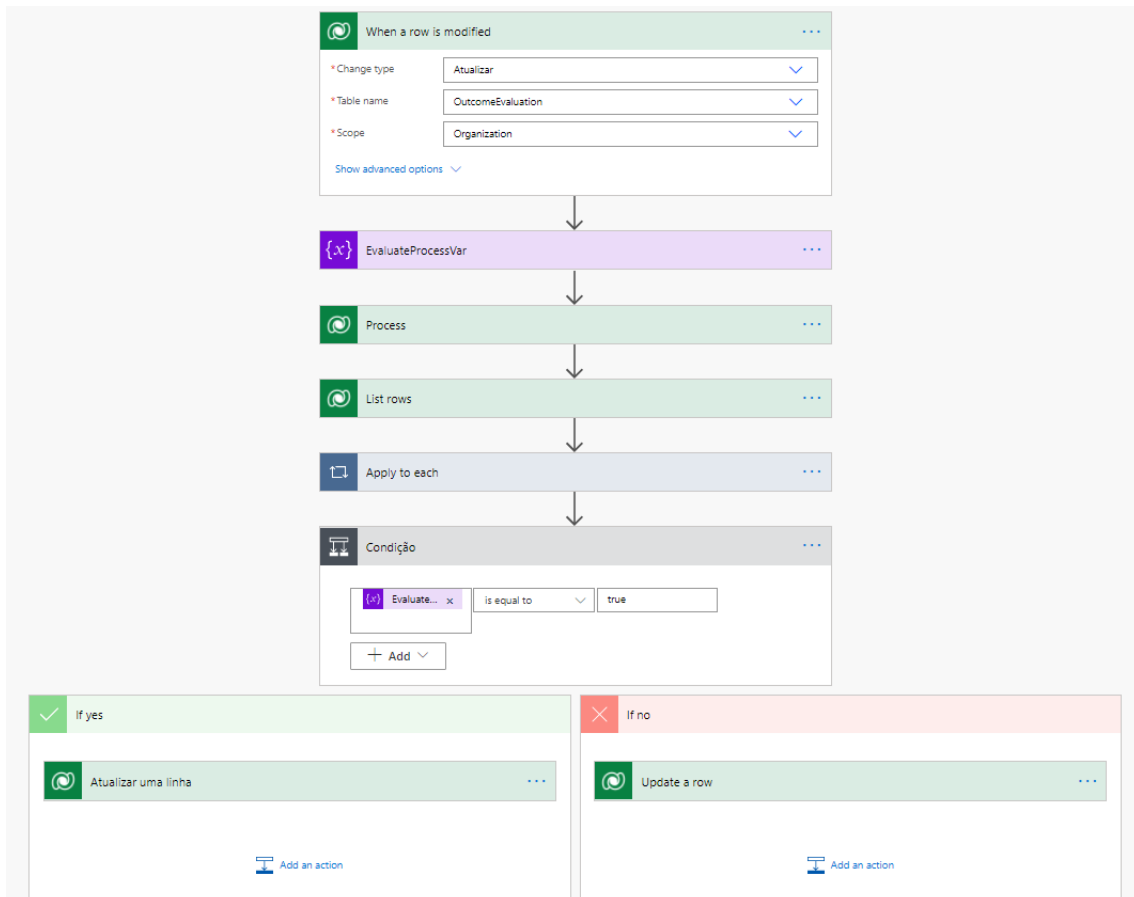 When a row is modified
...
* Change type
Atualizar
* Table name
OutcomeEvaluation
* Scope
Organization
Show advanced options
{x} EvaluateProcessVar
...
Process
...
List rows
...
Apply to each
...
Condição
...
{x} Evaluate... x
is equal to
true
+ Add
If yes
If no
Atualizar uma linha
...
Update a row
...
Add an action
Add an action